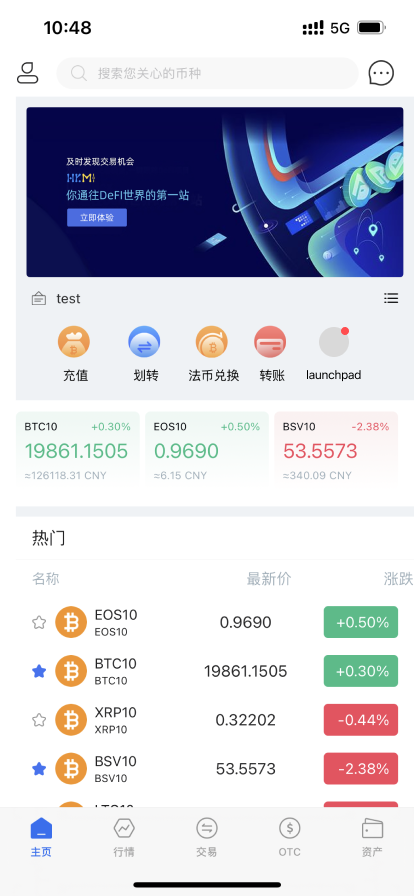 10:48 5G
搜索您关心的币种
及时发现交易机会
HKMI
你通往DeFI世界的第一站
立即体验
test
充值 划转 法币兑换 转账 launchpad
BTC10 +0.30% EOS10 +0.50% BSV10 -2.38%
19861.1505 0.9690 53.5573
≈126118.31 CNY ≈6.15 CNY ≈340.09 CNY
热门
名称 最新价 涨跌
EOS10 0.9690 +0.50%
EOS10
BTC10 19861.1505 +0.30%
BTC10
XRP10 0.32202 -0.44%
XRP10
BSV10 53.5573 -2.38%
BSV10
主页 行情 交易 OTC 资产